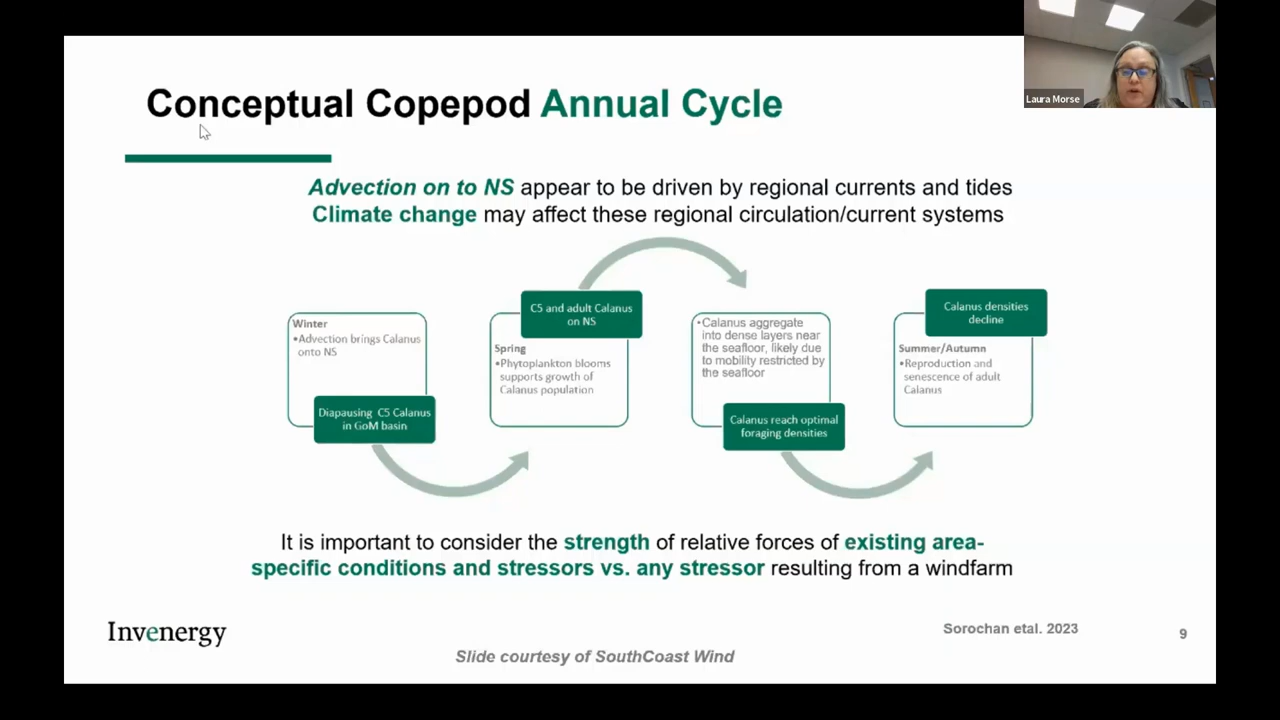 Laura Morse
Conceptual Copepod Annual Cycle
Advection on to NS appear to be driven by regional currents and tides
Climate change may affect these regional circulation/current systems
Winter
•Advection brings Calanus
onto NS
Diapausing C5 Calanus
in GoM basin
C5 and adult Calanus
on NS
Spring
•Phytoplankton blooms
supports growth of
Calanus population
•Calanus aggregate
into dense layers near
the seafloor, likely due
to mobility restricted by
the seafloor
Calanus reach optimal
foraging densities
Calanus densities
decline
Summer/Autumn
•Reproduction and
senescence of adult
Calanus
It is important to consider the strength of relative forces of existing area-
specific conditions and stressors vs. any stressor resulting from a windfarm
Invenergy
Sorochan etal. 2023
9
Slide courtesy of SouthCoast Wind